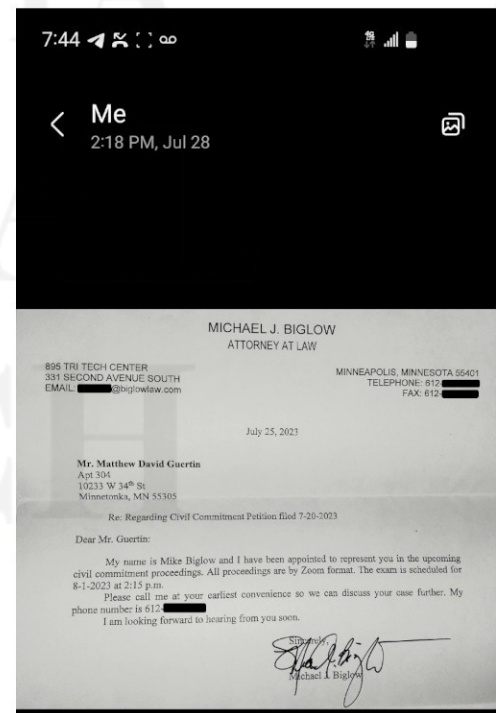 7:44
Me
2:18 PM, Jul 28
MICHAEL J. BIGLOW
ATTORNEY AT LAW
895 TRI TECH CENTER
331 SECOND AVENUE SOUTH
EMAIL: @biglowlaw.com
MINNEAPOLIS, MINNESOTA 55401
TELEPHONE: 612-
FAX: 612-
July 25, 2023
Mr. Matthew David Guertin
Apt 304
10233 W 34th St
Minnetonka, MN 55305
Re: Regarding Civil Commitment Petition filed 7-20-2023
Dear Mr. Guertin:
My name is Mike Biglow and I have been appointed to represent you in the upcoming
civil commitment proceedings. All proceedings are by Zoom format. The exam is scheduled for
8-1-2023 at 2:15 p.m.
Please call me at your earliest convenience so we can discuss your case further. My
phone number is 612-
I am looking forward to hearing from you soon.
Sincerely,
Michael J. Biglow